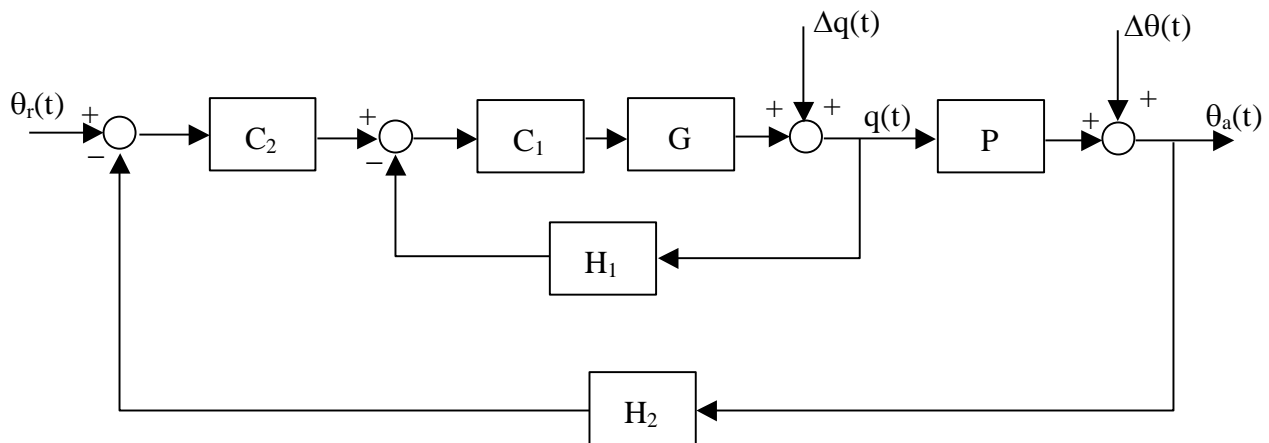 Δq(t)
Δθ(t)
θr(t)
+
−
C₂
+
−
C₁
G
+
+
q(t)
P
+
+
θa(t)
H₁
H₂